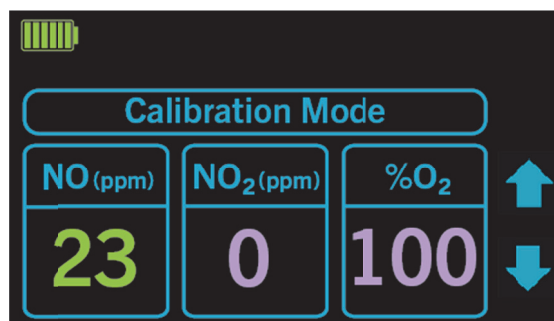 Calibration Mode
NO (ppm) NO₂ (ppm) %O₂
23 0 100